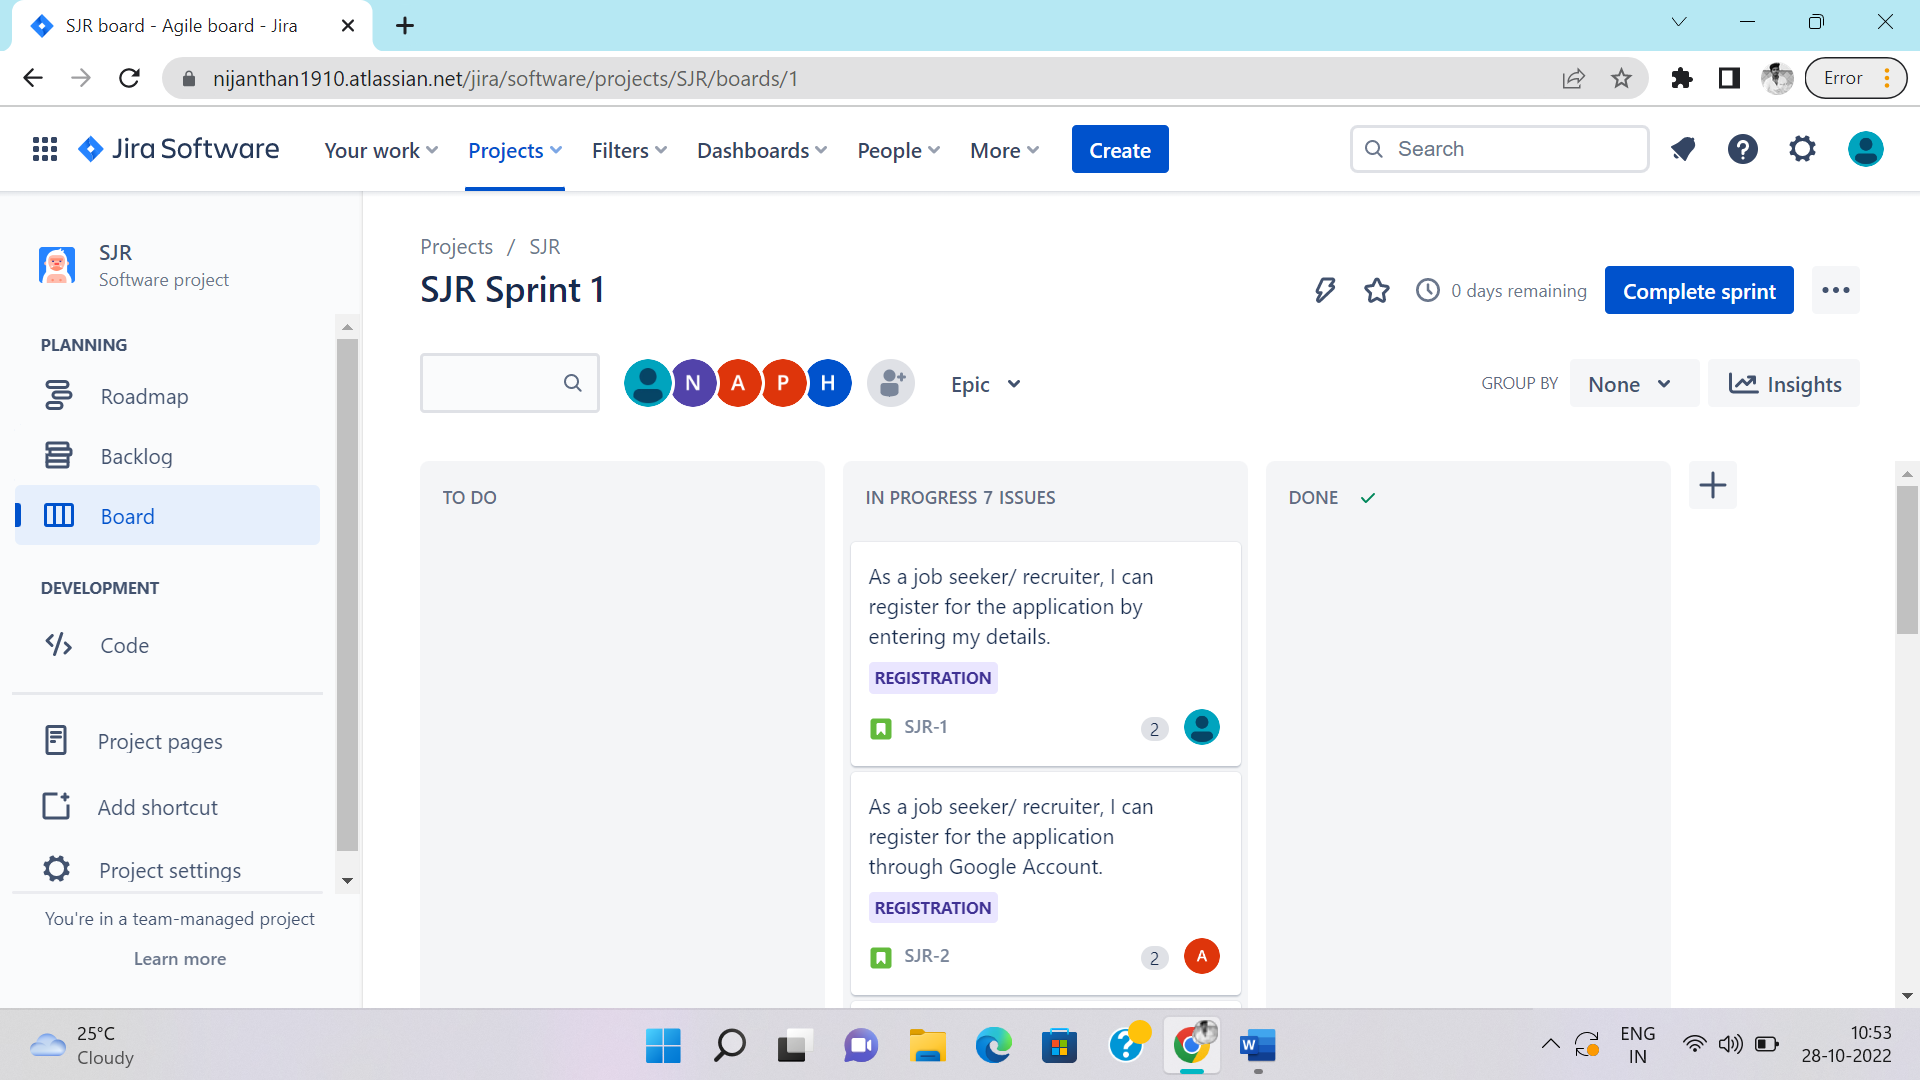 SJR board - Agile board - Jira
nijanthan1910.atlassian.net/jira/software/projects/SJR/boards/1
Error
Jira Software
Your work
Projects
Filters
Dashboards
People
More
Create
Search
SJR
Software project
PLANNING
Roadmap
Backlog
Board
DEVELOPMENT
Code
Project pages
Add shortcut
Project settings
You're in a team-managed project
Learn more
Projects / SJR
SJR Sprint 1
0 days remaining
Complete sprint
N A P H
Epic
GROUP BY
None
Insights
TO DO
IN PROGRESS 7 ISSUES
As a job seeker/ recruiter, I can
register for the application by
entering my details.
REGISTRATION
SJR-1
2
As a job seeker/ recruiter, I can
register for the application
through Google Account.
REGISTRATION
SJR-2
2
A
DONE
25°C
Cloudy
W
ENG
IN
10:53
28-10-2022